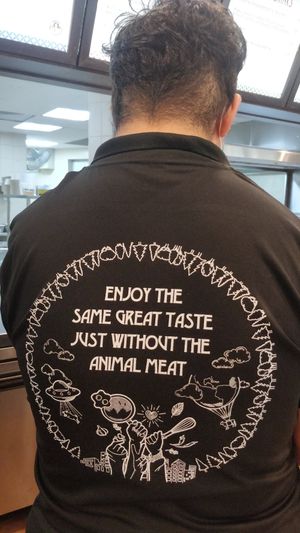 ENJOY THE
SAME GREAT TASTE
JUST WITHOUT THE
ANIMAL MEAT